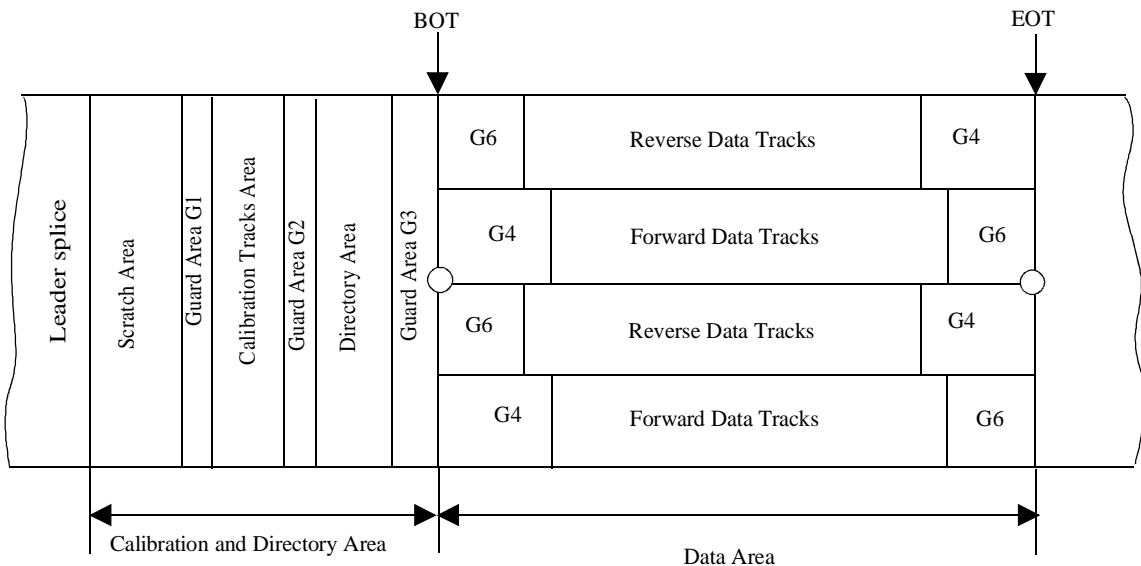 BOT
EOT
Leader splice
Scratch Area
Guard Area G1
Calibration Tracks Area
Guard Area G2
Directory Area
Guard Area G3
G6
Reverse Data Tracks
G4
G4
Forward Data Tracks
G6
G6
Reverse Data Tracks
G4
G4
Forward Data Tracks
G6
Calibration and Directory Area
Data Area